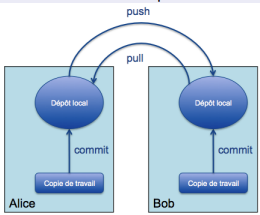 push
pull
Dépôt local
Dépôt local
commit
commit
Copie de travail
Copie de travail
Alice
Bob